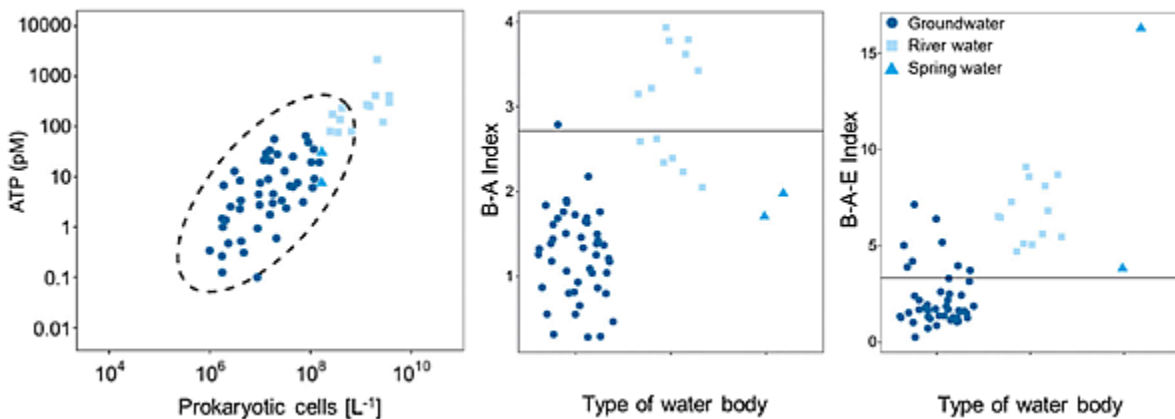 10000
1000
100
10
1
0.1
0.01
ATP (pM)
10⁴
10⁶
10⁸
10¹⁰
Prokaryotic cells [L⁻¹]
4
3
2
1
B-A Index
Type of water body
15
10
5
0
B-A-E Index
Groundwater
River water
Spring water
Type of water body